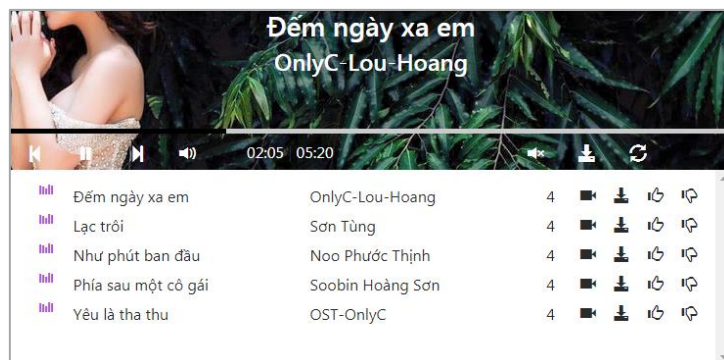 Đếm ngày xa em
OnlyC-Lou-Hoang
02:05 05:20
Đếm ngày xa em OnlyC-Lou-Hoang 4
Lạc trôi Sơn Tùng 4
Như phút ban đầu Noo Phước Thịnh 4
Phía sau một cô gái Soobin Hoàng Sơn 4
Yêu là tha thu OST-OnlyC 4